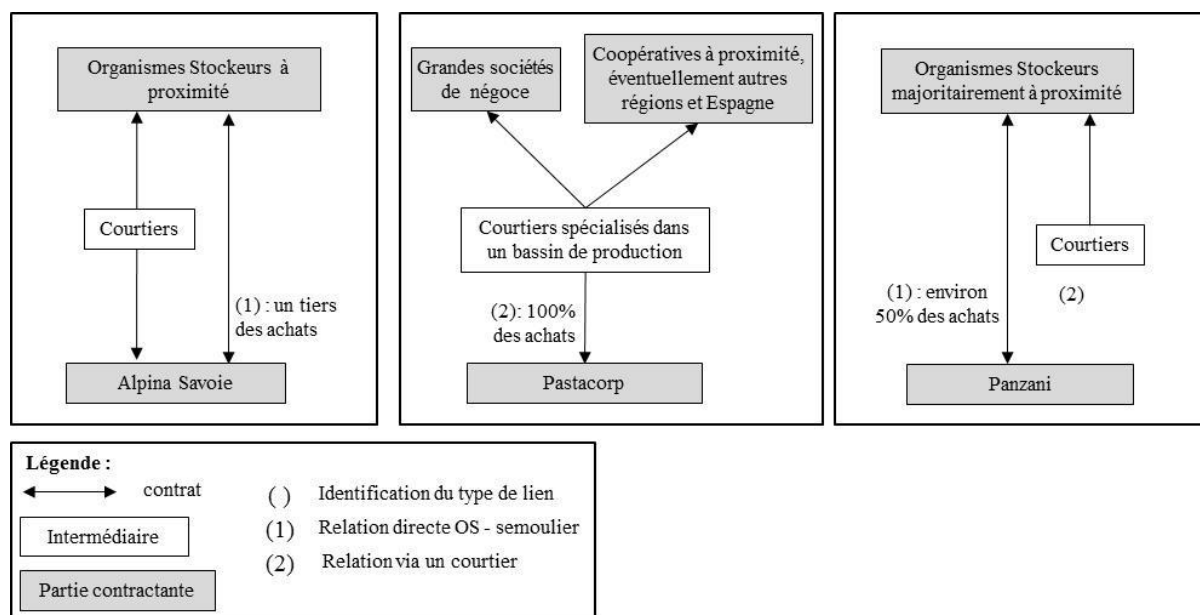 Organismes Stockeurs à
proximité
Courtiers
(1) : un tiers
des achats
Alpina Savoie
Grandes sociétés
de négoce
Coopératives à proximité,
éventuellement autres
régions et Espagne
Courtiers spécialisés dans
un bassin de production
(2): 100%
des achats
Pastacorp
Organismes Stockeurs
majoritairement à proximité
Courtiers
(1) : environ
50% des achats
(2)
Panzani
Légende :
contrat
Intermédiaire
Partie contractante
( ) Identification du type de lien
(1) Relation directe OS - semoulier
(2) Relation via un courtier